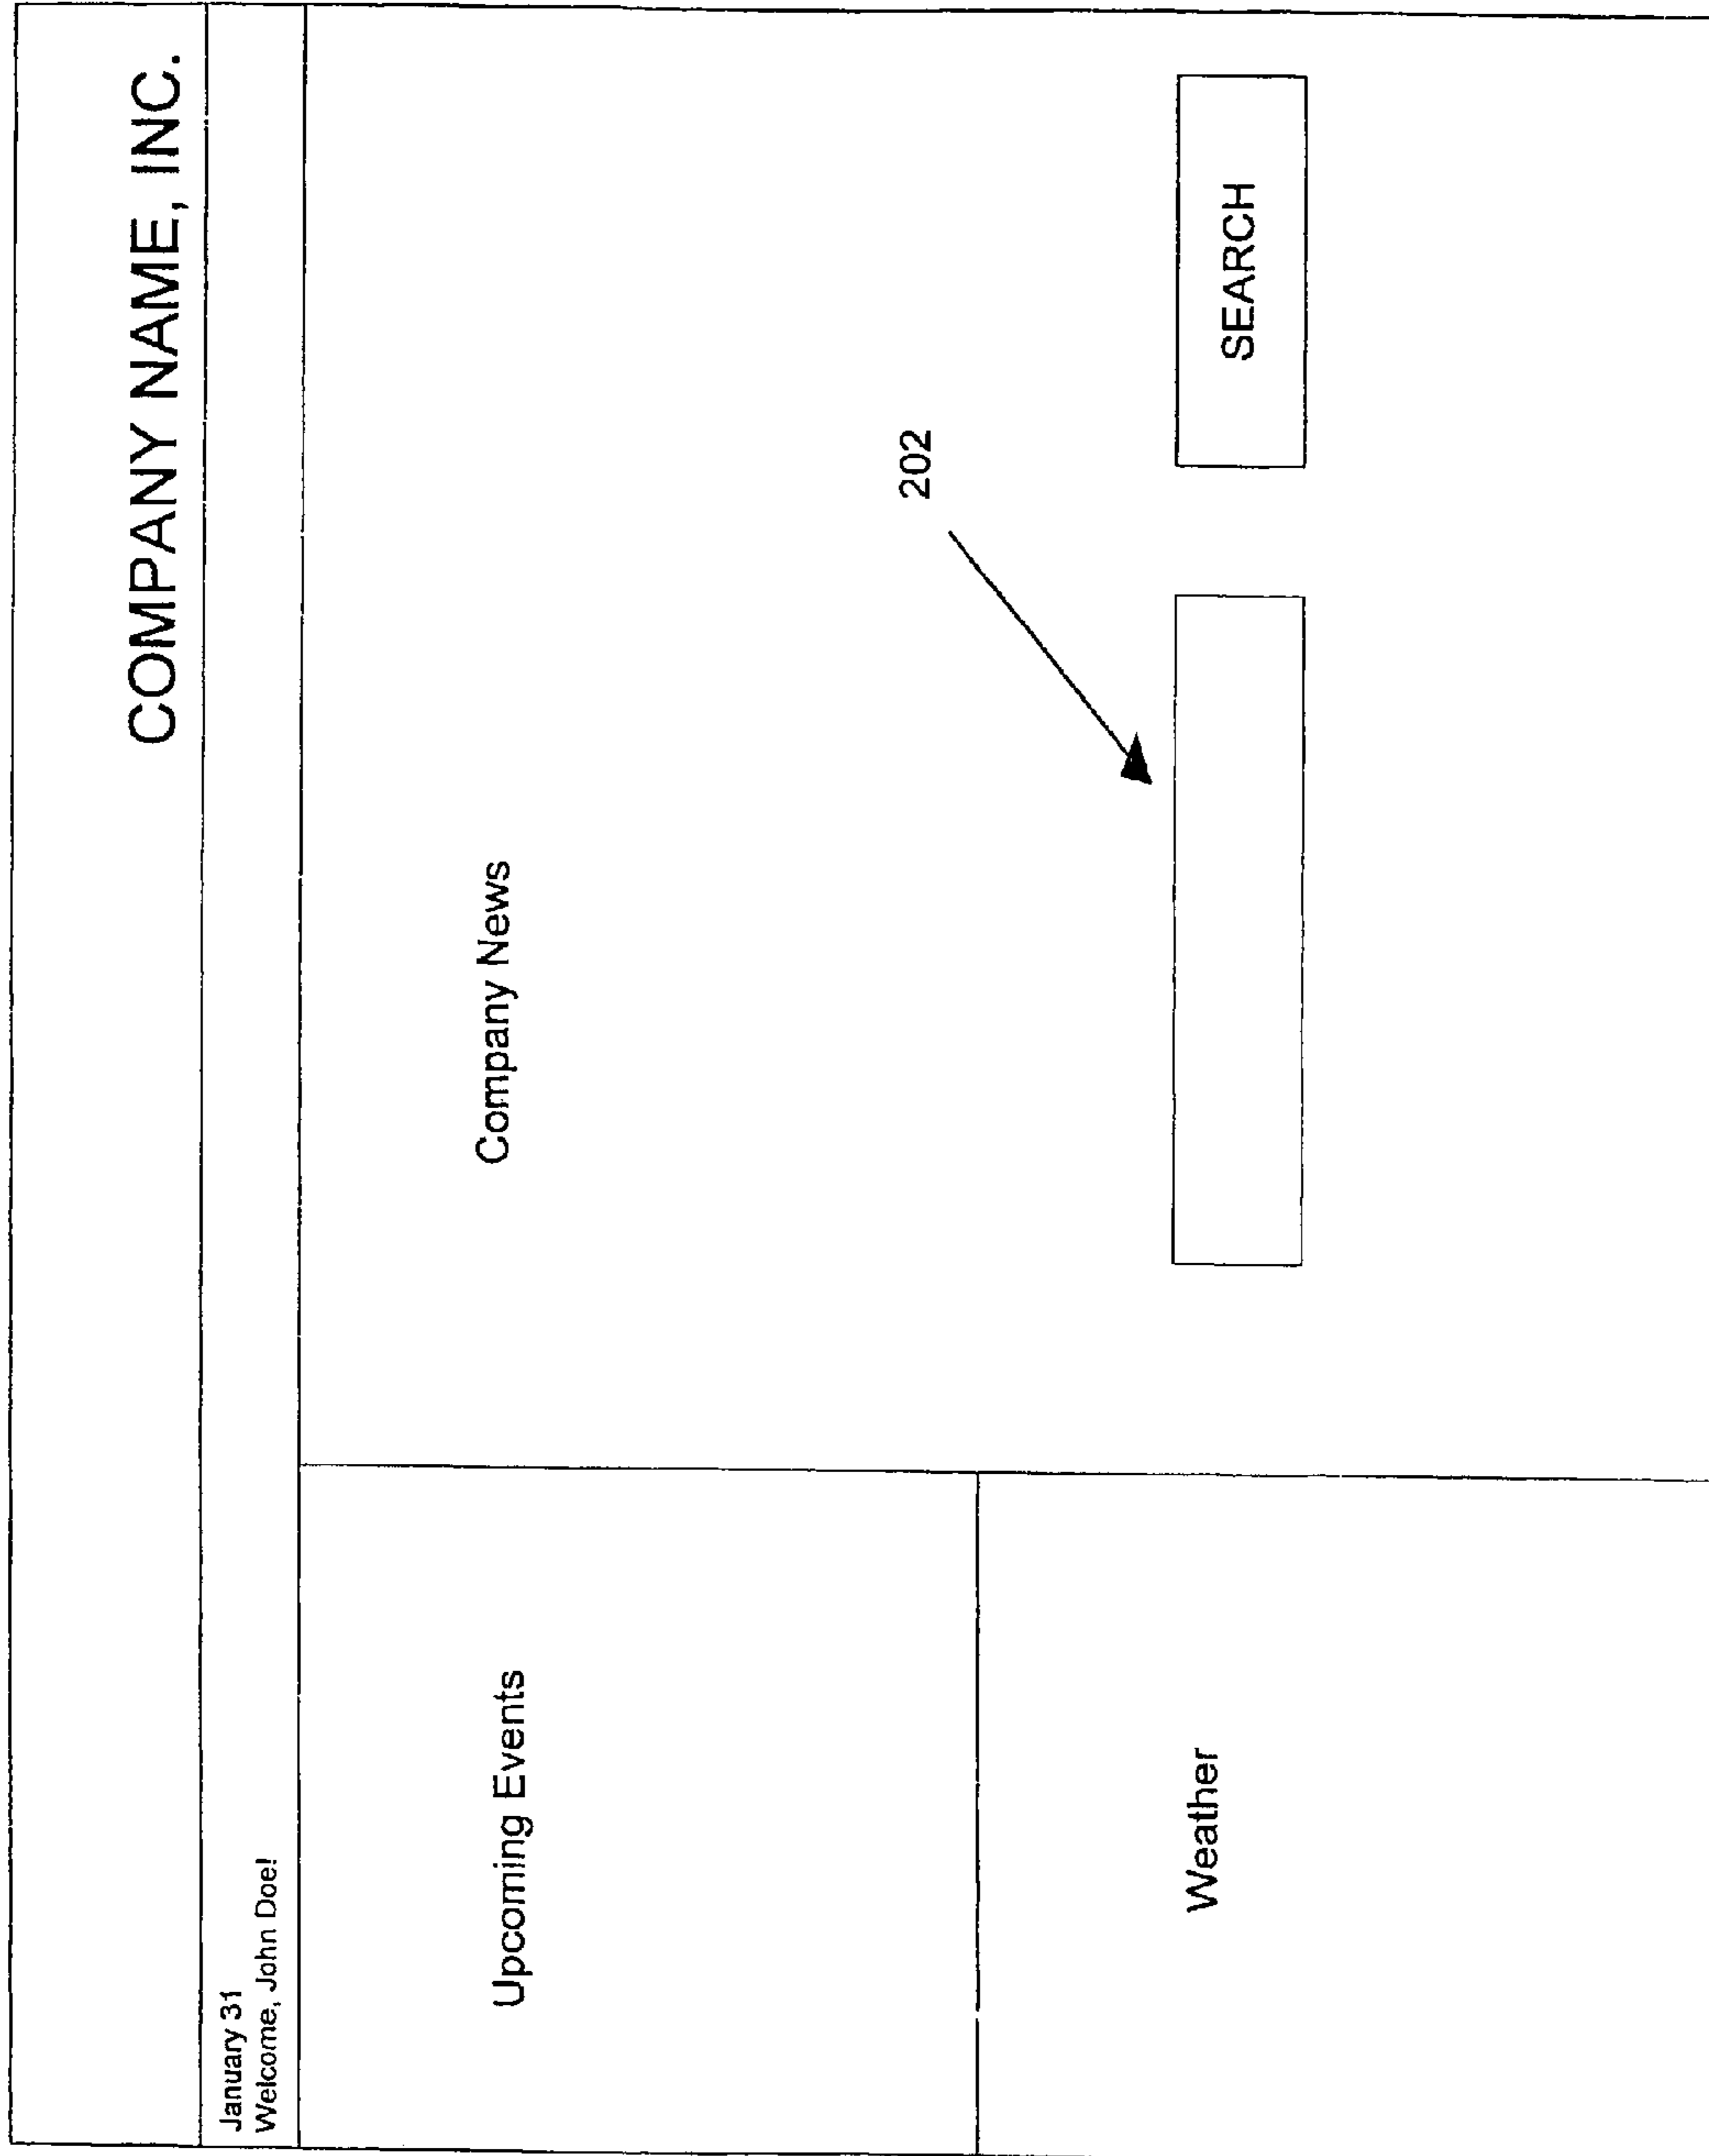 COMPANY NAME, INC.
January 31
Welcome, John Doe!
Upcoming Events
Company News
202
Weather
SEARCH